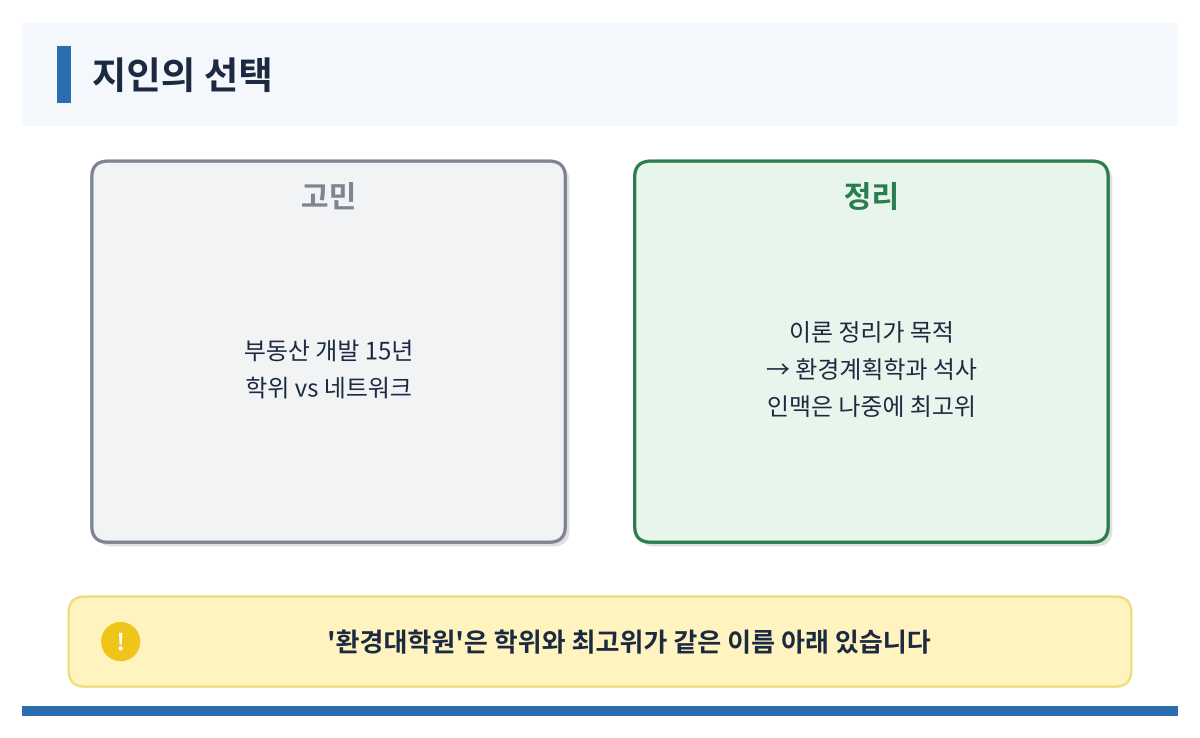 지인의 선택
고민
부동산 개발 15년
학위 vs 네트워크
정리
이론 정리가 목적
→ 환경계획학과 석사
인맥은 나중에 최고위
!
'환경대학원'은 학위와 최고위가 같은 이름 아래 있습니다